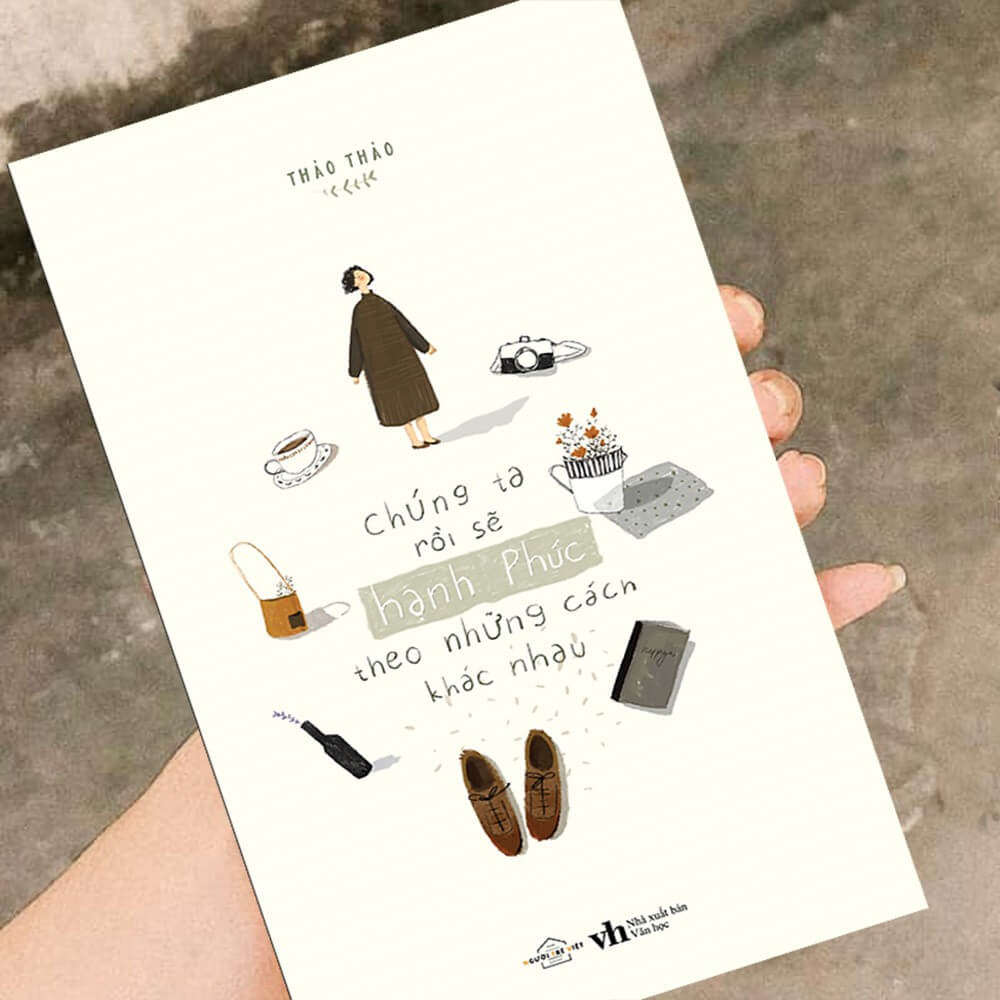 THẢO THẢO
Chúng ta
rồi sẽ
hạnh Phúc
theo những cách
khác nhau
NGƯỜI TRẺ VIỆT
vh Nhà xuất bản
Văn học